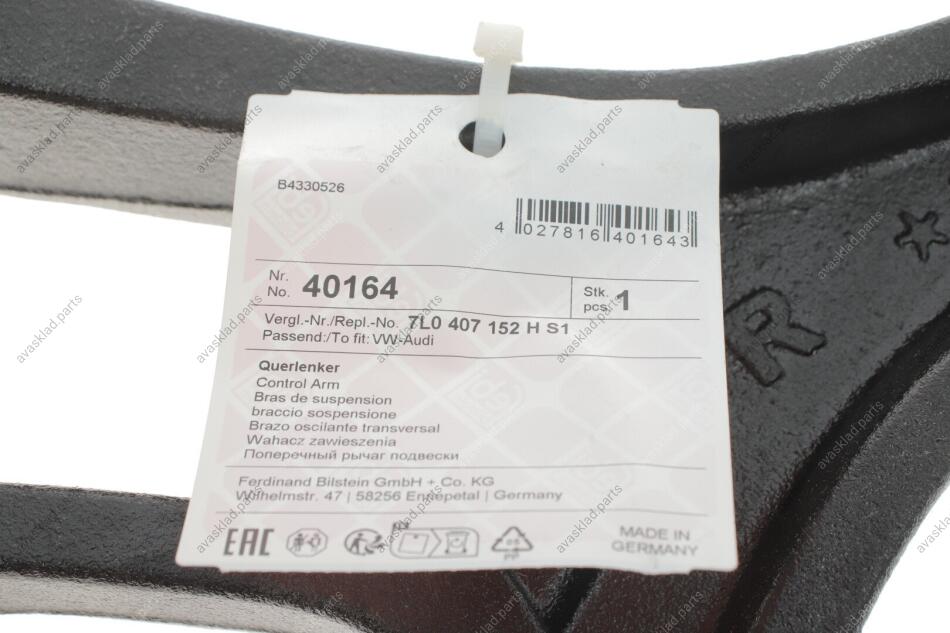 B4330526
4 027816 401643
Nr.
No. 40164
Stk.
pcs. 1
Vergl.-Nr./Repl.-No. 7L0 407 152 H S1
Passend:/To fit: VW-Audi
Querlenker
Control Arm
Bras de suspension
braccio sospensione
Brazo oscilante transversal
Wahacz zawieszenia
Поперечный рычаг подвески
Ferdinand Bilstein GmbH + Co. KG
Wilhelmstr. 47 | 58256 Ennepetal | Germany
EAC
PP
MADE IN
GERMANY
R
avasklad.parts